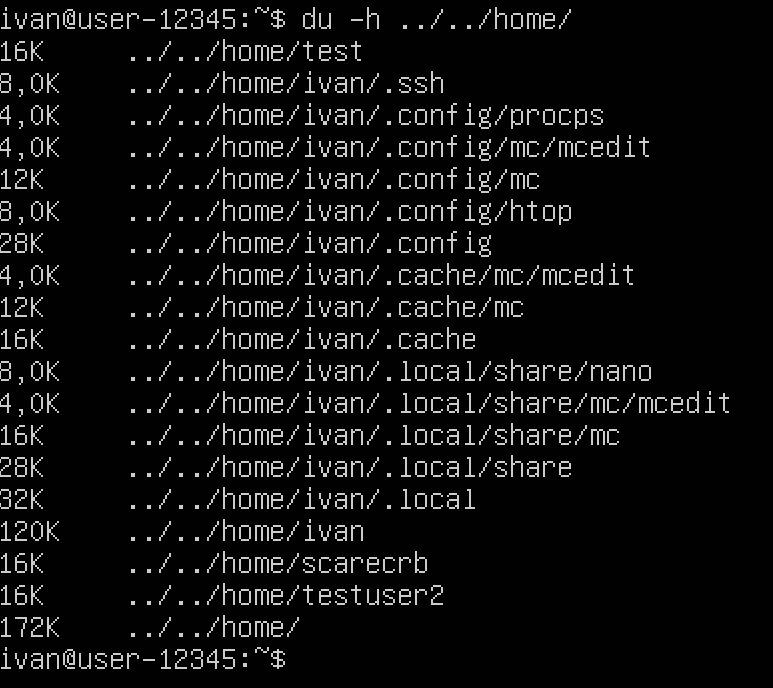 ivan@user-12345:~$ du -h ../../home/
16K ../../home/test
8,0K ../../home/ivan/.ssh
4,0K ../../home/ivan/.config/procps
4,0K ../../home/ivan/.config/mc/mcedit
12K ../../home/ivan/.config/mc
8,0K ../../home/ivan/.config/htop
28K ../../home/ivan/.config
4,0K ../../home/ivan/.cache/mc/mcedit
12K ../../home/ivan/.cache/mc
16K ../../home/ivan/.cache
8,0K ../../home/ivan/.local/share/nano
4,0K ../../home/ivan/.local/share/mc/mcedit
16K ../../home/ivan/.local/share/mc
28K ../../home/ivan/.local/share
32K ../../home/ivan/.local
120K ../../home/ivan
16K ../../home/scarecrb
16K ../../home/testuser2
172K ../../home/
ivan@user-12345:~$